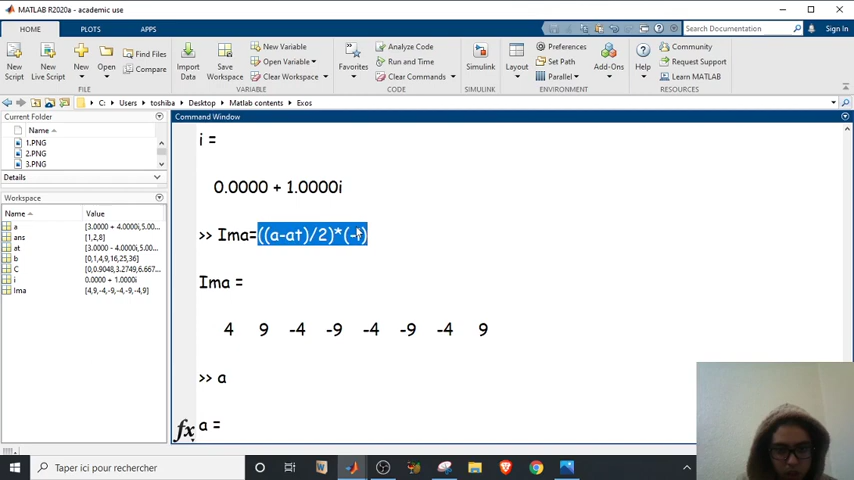 MATLAB R2020a - academic use
HOME PLOTS APPS Search Documentation Sign In
New Script New Live Script New Open Find Files Compare Import Data Save Workspace New Variable Open Variable Clear Workspace Favorites Analyze Code Run and Time Clear Commands Simulink Layout Preferences Set Path Parallel Add-Ons Help Community Request Support Learn MATLAB
FILE VARIABLE CODE SIMULINK ENVIRONMENT RESOURCES
C: Users toshiba Desktop Matlab contents Exos
Current Folder
Name
1.PNG
2.PNG
3.PNG
Details
Workspace
Name Value
a [3.0000 + 4.0000i,5.00...
ans [1,2,8]
at [3.0000 - 4.0000i,5.00...
b [0,1,4,9,16,25,36]
C [0,0.9048,3.2749,6.667...
i 0.0000 + 1.0000i
Ima [4,9,-4,-9,-4,-9,-4,9]
Command Window
i =
0.0000 + 1.0000i
>> Ima=((a-at)/2)*(-i)
Ima =
4 9 -4 -9 -4 -9 -4 9
>> a
fx a =
Taper ici pour rechercher